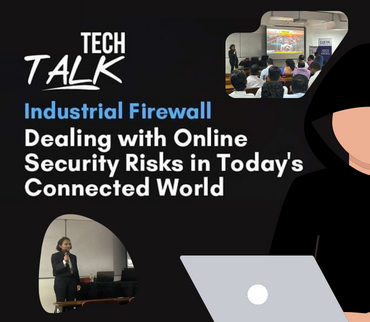 TECH
TALK
Industrial Firewall
Dealing with Online
Security Risks in Today's
Connected World